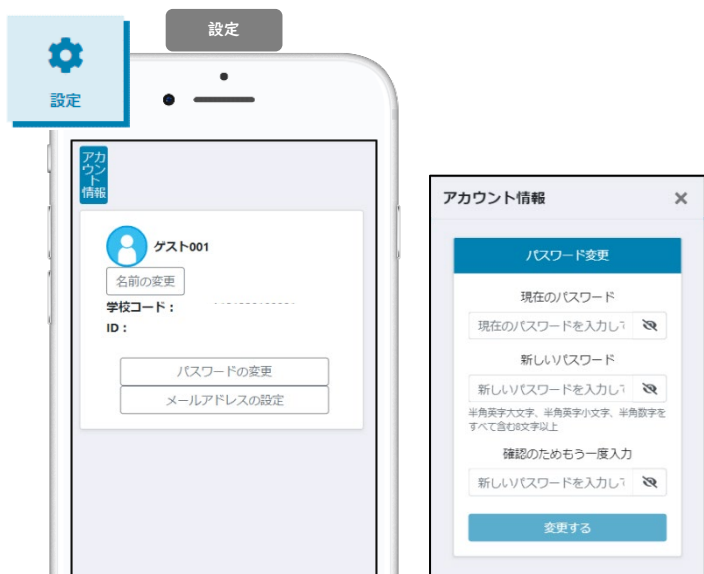 設定
設定
アカウント情報
ゲスト001
名前の変更
学校コード：
ID：
パスワードの変更
メールアドレスの設定
アカウント情報
パスワード変更
現在のパスワード
現在のパスワードを入力して
新しいパスワード
新しいパスワードを入力して
半角英字大文字、半角英字小文字、半角数字を
すべて含む8文字以上
確認のためもう一度入力
新しいパスワードを入力して
変更する